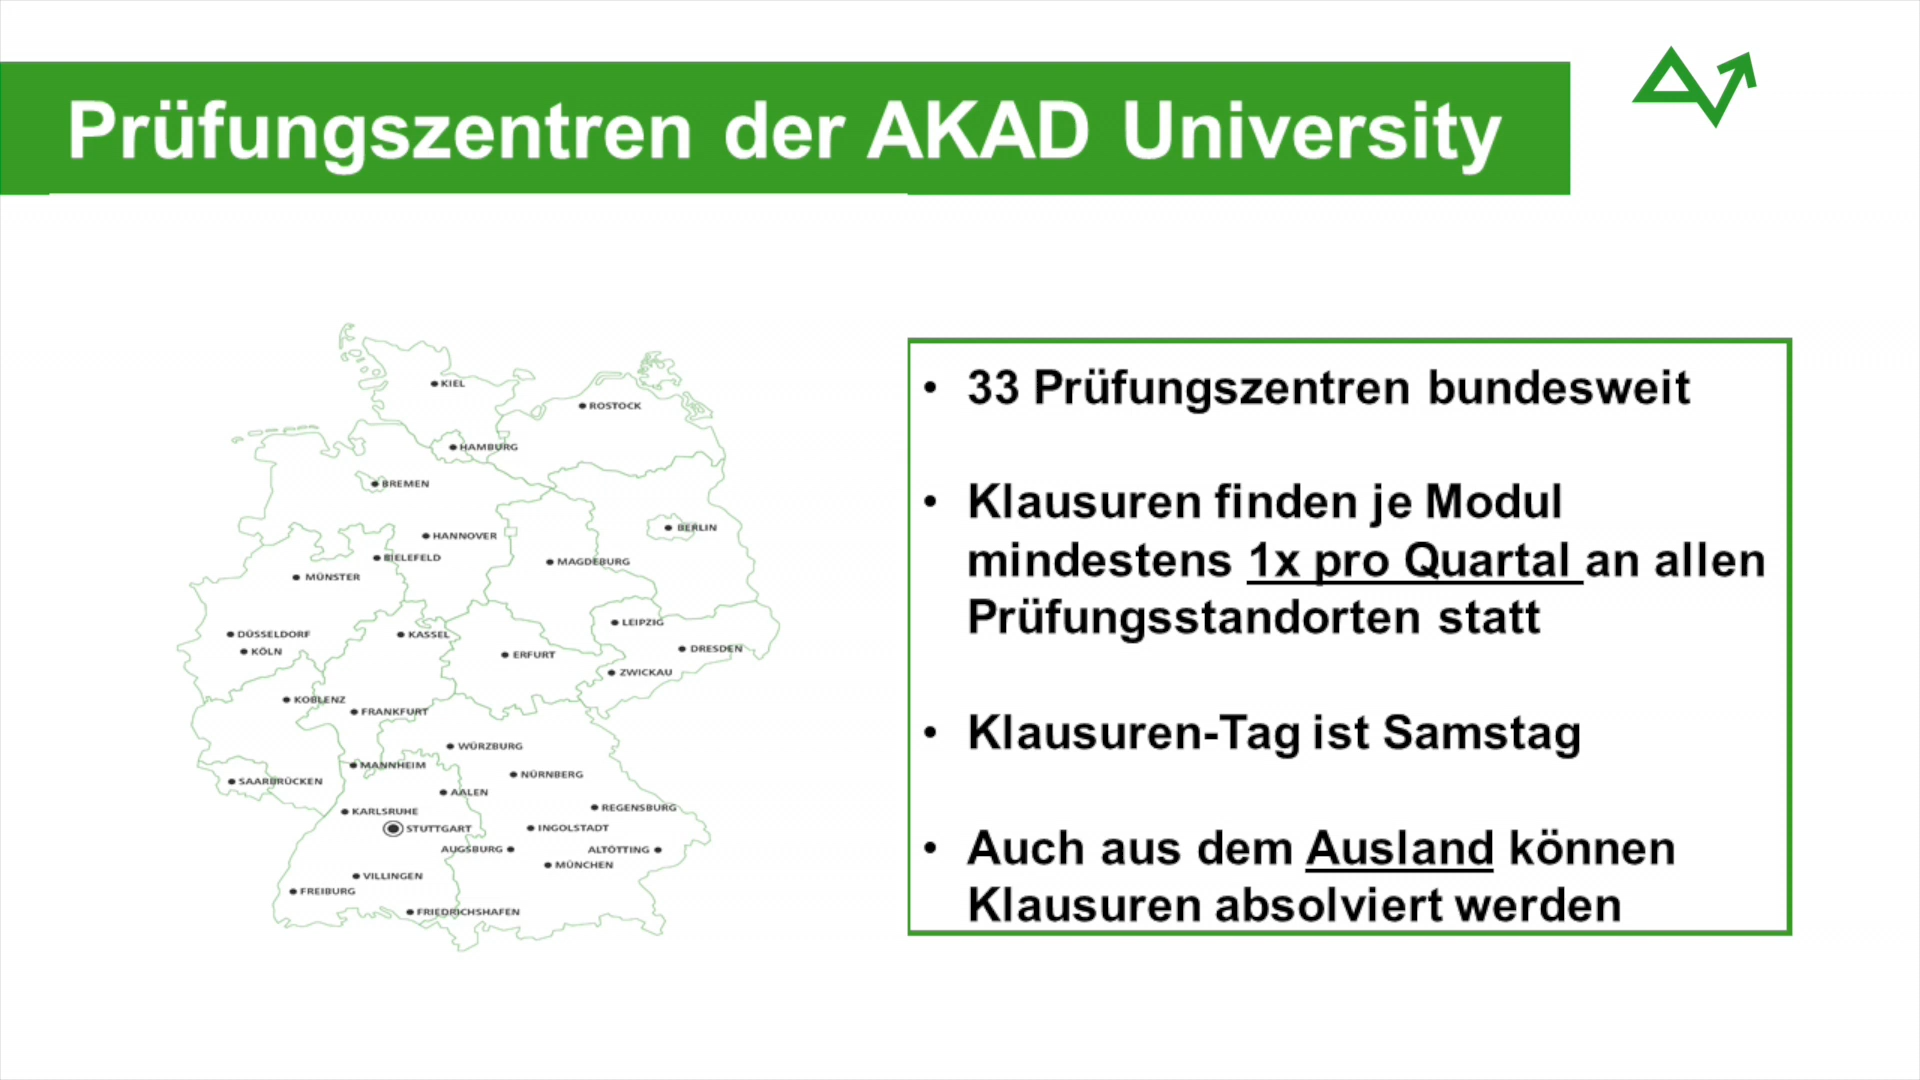 Prüfungszentren der AKAD University
KIEL
ROSTOCK
HAMBURG
BREMEN
BERLIN
HANNOVER
BIELEFELD
MAGDEBURG
MÜNSTER
LEIPZIG
DÜSSELDORF
KASSEL
KÖLN
ERFURT
DRESDEN
ZWICKAU
KOBLENZ
FRANKFURT
WÜRZBURG
MANNHEIM
NÜRNBERG
SAARBRÜCKEN
AALEN
KARLSRUHE
REGENSBURG
STUTTGART
INGOLSTADT
AUGSBURG
ALTÖTTING
MÜNCHEN
VILLINGEN
FREIBURG
FRIEDRICHSHAFEN
• 33 Prüfungszentren bundesweit
• Klausuren finden je Modul
mindestens 1x pro Quartal an allen
Prüfungsstandorten statt
• Klausuren-Tag ist Samstag
• Auch aus dem Ausland können
Klausuren absolviert werden